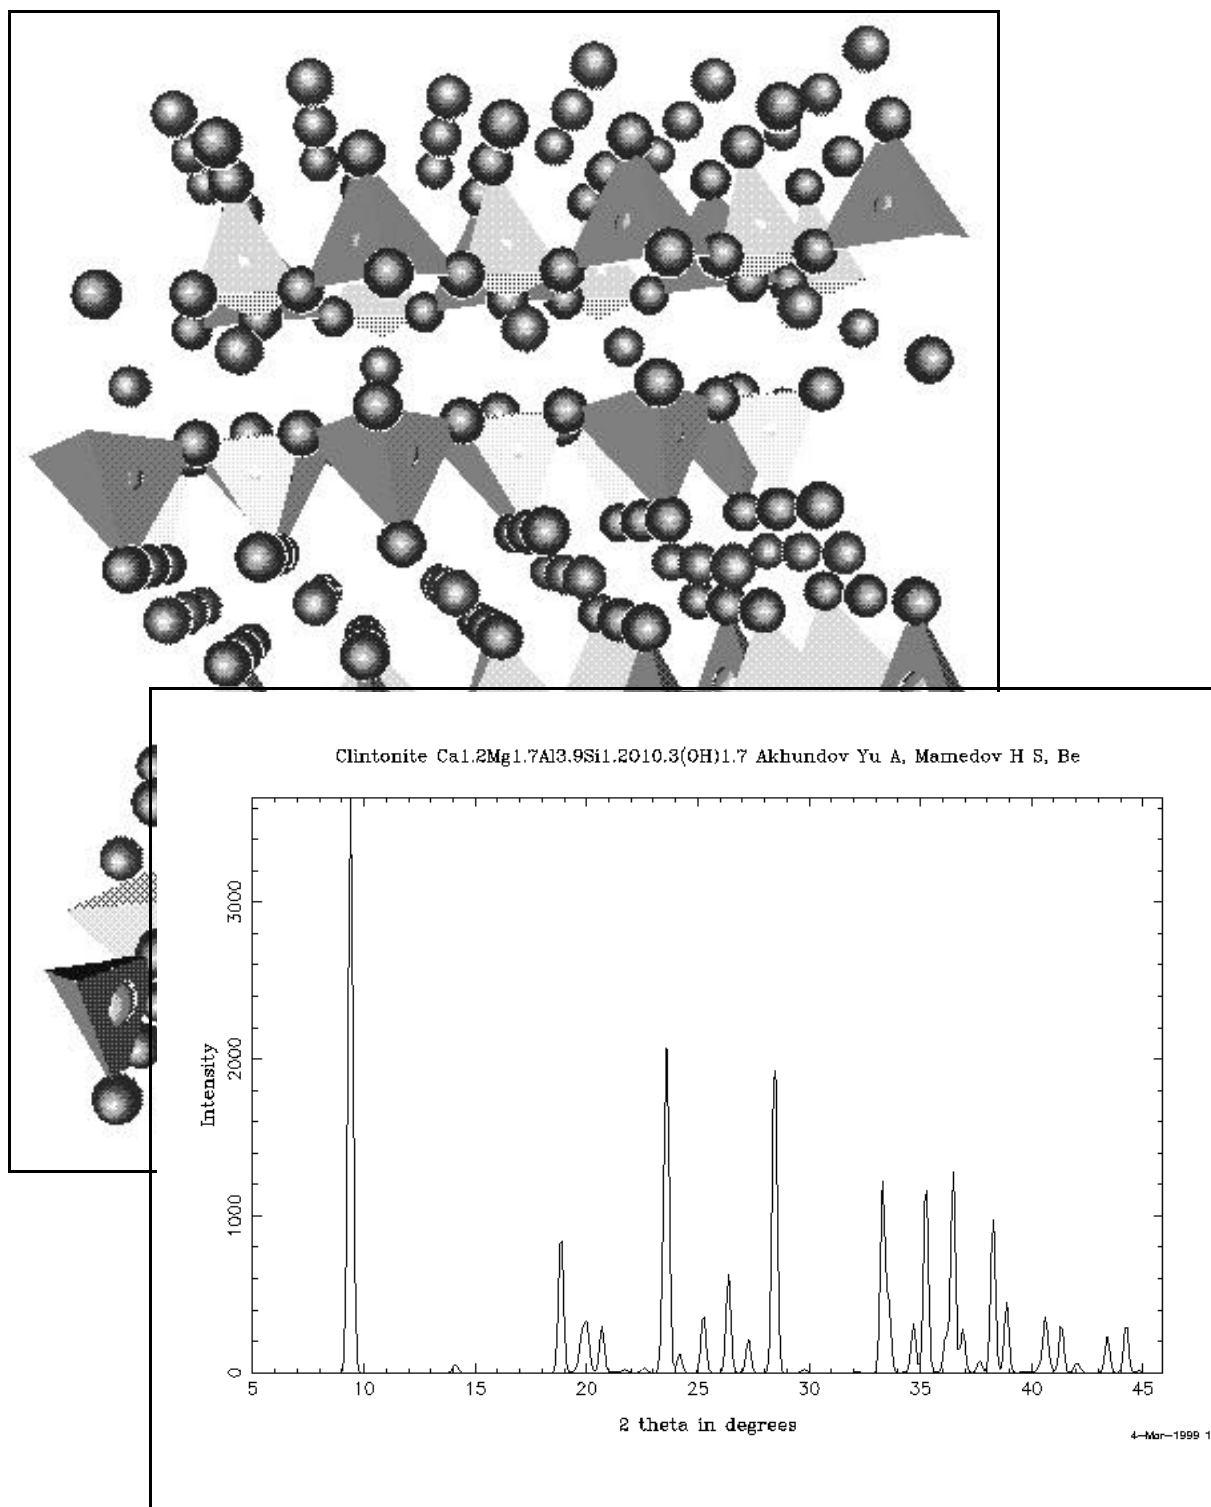 Clintonite Ca1.2Mg1.7Al3.9Si1.2O10.3(OH)1.7 Akhundov Yu A, Mamedov H S, Be
3000
2000
1000
0
Intensity
5 10 15 20 25 30 35 40 45
2 theta in degrees
4-Mar-1999 1